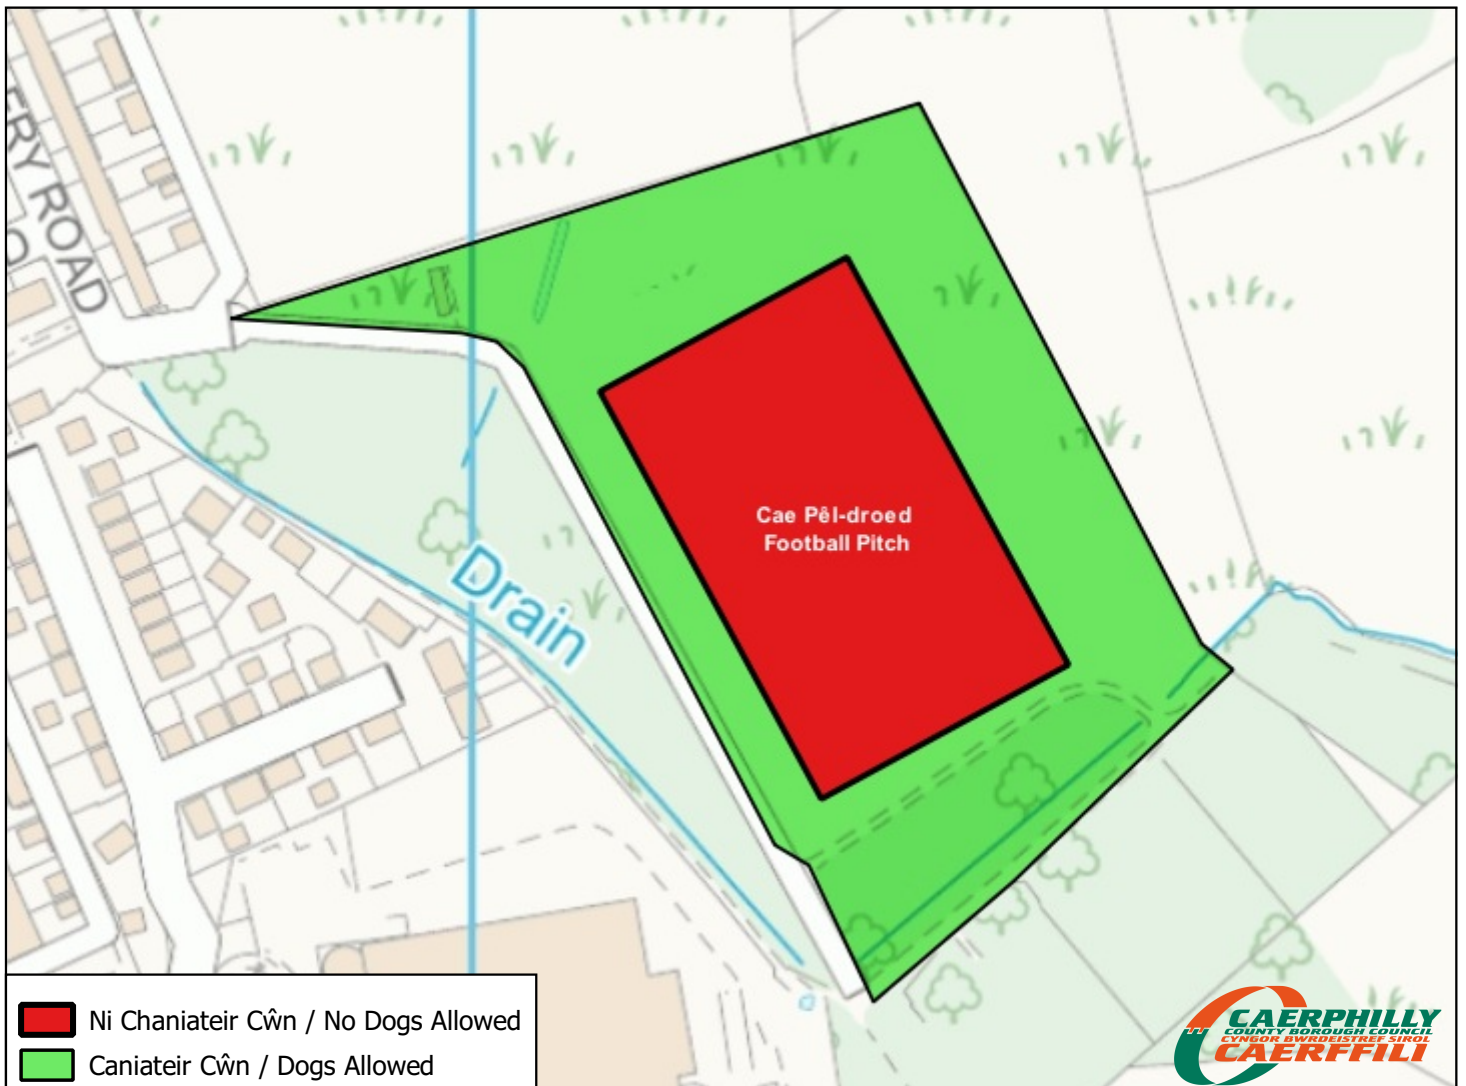 ERY ROAD
Cae Pêl-droed
Football Pitch
Drain
Ni Chaniateir Cŵn / No Dogs Allowed
Caniateir Cŵn / Dogs Allowed
CAERPHILLY
COUNTY BOROUGH COUNCIL
CYNGOR BWRDEISTREF SIROL
CAERFFILI